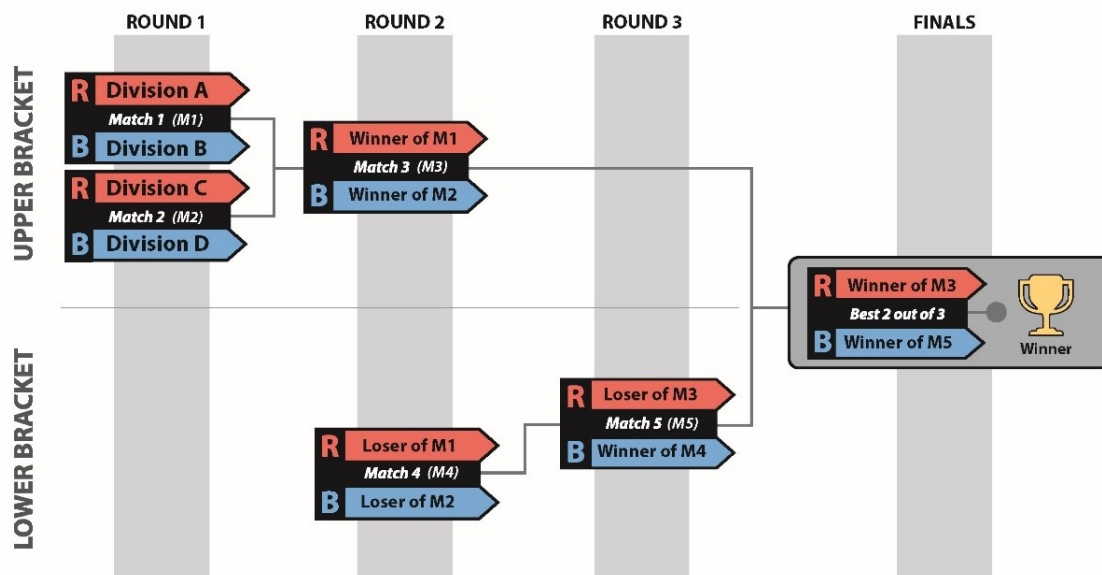 ROUND 1
ROUND 2
ROUND 3
FINALS
UPPER BRACKET
R Division A
Match 1 (M1)
B Division B
R Division C
Match 2 (M2)
B Division D
R Winner of M1
Match 3 (M3)
B Winner of M2
LOWER BRACKET
R Loser of M1
Match 4 (M4)
B Loser of M2
R Loser of M3
Match 5 (M5)
B Winner of M4
R Winner of M3
Best 2 out of 3
B Winner of M5
Winner